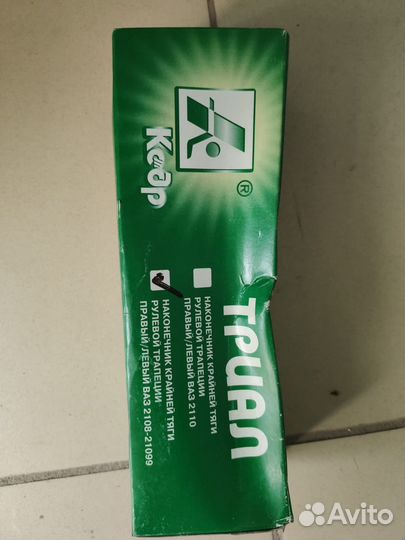 Кедр
®
ТРИАЛ
НАКОНЕЧНИК КРАЙНЕЙ ТЯГИ
РУЛЕВОЙ ТРАПЕЦИИ
ПРАВЫЙ/ЛЕВЫЙ ВАЗ 2110
НАКОНЕЧНИК КРАЙНЕЙ ТЯГИ
РУЛЕВОЙ ТРАПЕЦИИ
ПРАВЫЙ/ЛЕВЫЙ ВАЗ 2108-21099
Avito